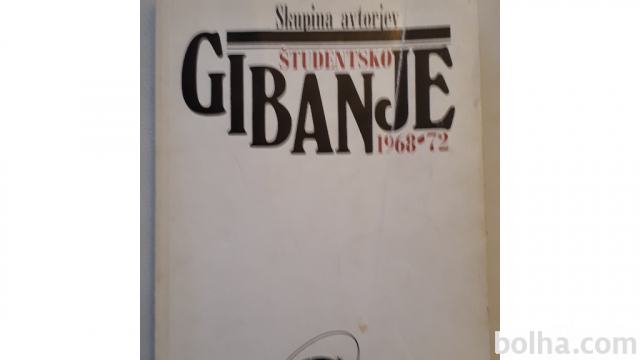 Skupina avtorjev
ŠTUDENTSKO
GIBANJE
1968-72
bolha.com